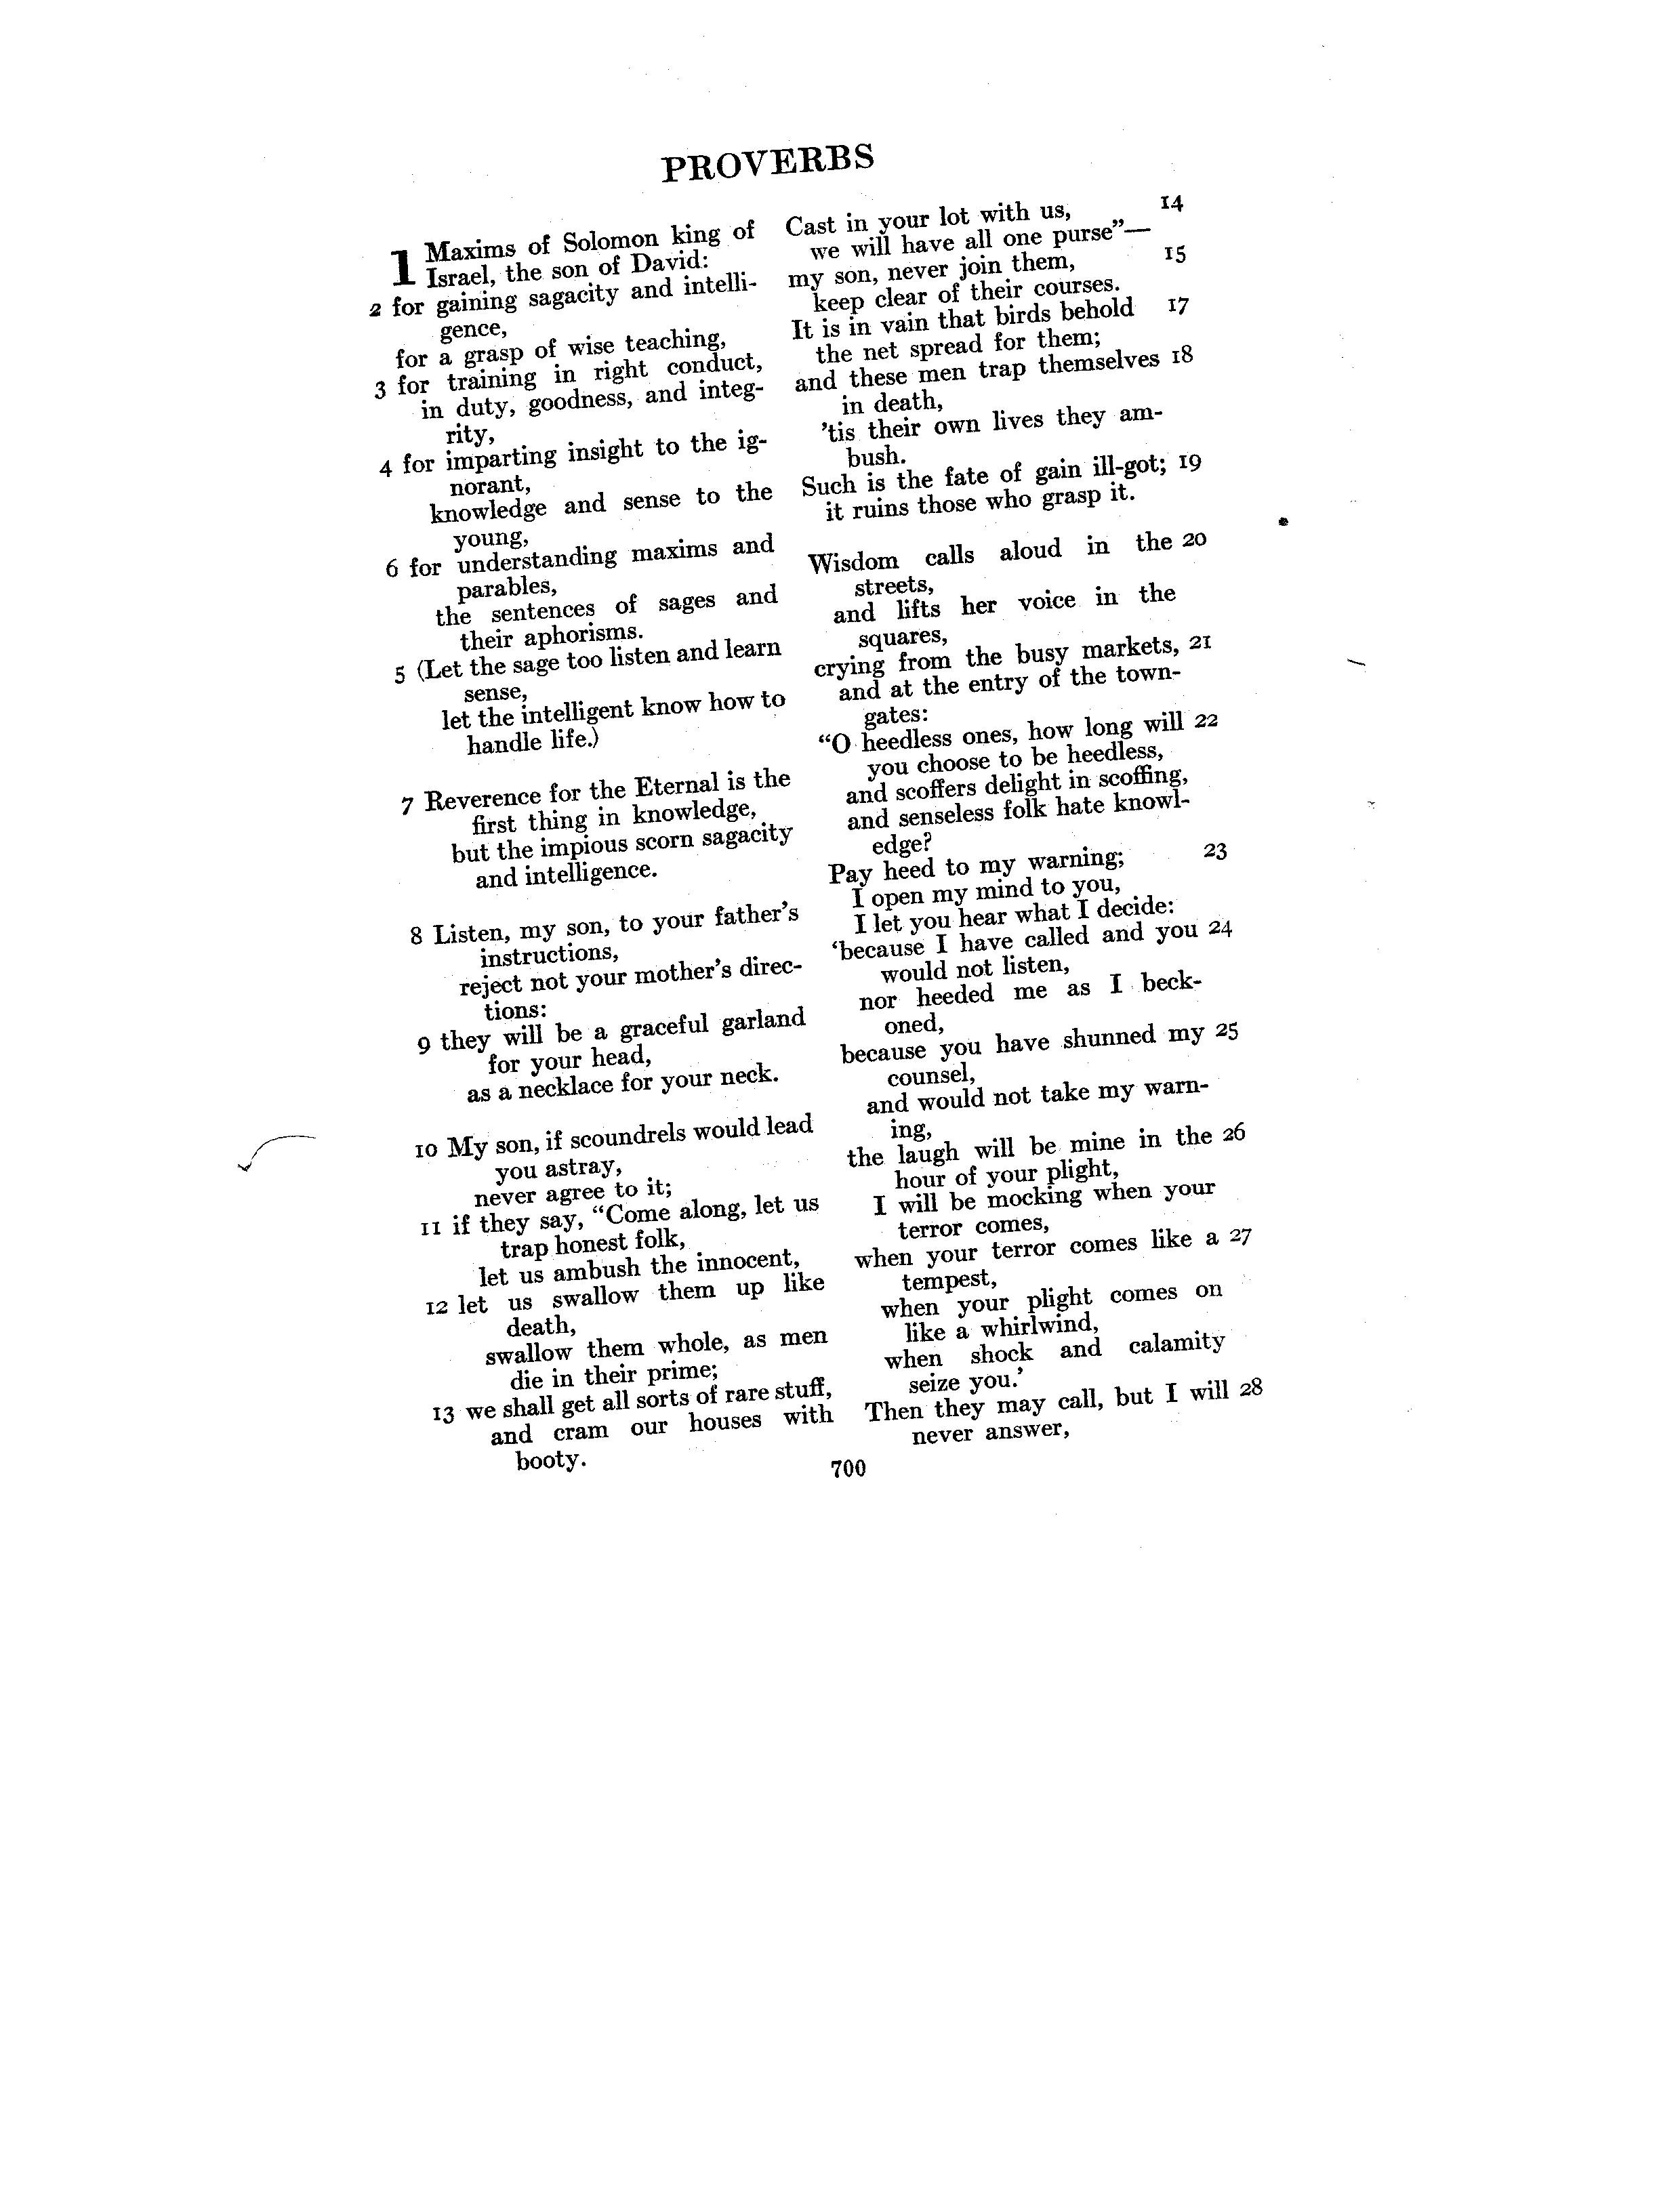 PROVERBS
1 Maxims of Solomon king of
Israel, the son of David:
2 for gaining sagacity and intelli-
gence,
for a grasp of wise teaching,
3 for training in right conduct,
in duty, goodness, and integ-
rity,
4 for imparting insight to the ig-
norant,
knowledge and sense to the
young,
6 for understanding maxims and
parables,
the sentences of sages and
their aphorisms.
5 (Let the sage too listen and learn
sense,
let the intelligent know how to
handle life.)
7 Reverence for the Eternal is the
first thing in knowledge,
but the impious scorn sagacity
and intelligence.
8 Listen, my son, to your father's
instructions,
reject not your mother's direc-
tions:
9 they will be a graceful garland
for your head,
as a necklace for your neck.
10 My son, if scoundrels would lead
you astray,
never agree to it;
11 if they say, "Come along, let us
trap honest folk,
let us ambush the innocent,
12 let us swallow them up like
death,
swallow them whole, as men
die in their prime;
13 we shall get all sorts of rare stuff,
and cram our houses with
booty.
Cast in your lot with us, 14
we will have all one purse"—
my son, never join them, 15
keep clear of their courses.
It is in vain that birds behold 17
the net spread for them;
and these men trap themselves 18
in death,
'tis their own lives they am-
bush.
Such is the fate of gain ill-got; 19
it ruins those who grasp it.
Wisdom calls aloud in the 20
streets,
and lifts her voice in the
squares,
crying from the busy markets, 21
and at the entry of the town-
gates:
"O heedless ones, how long will 22
you choose to be heedless,
and scoffers delight in scoffing,
and senseless folk hate knowl-
edge?
Pay heed to my warning; 23
I open my mind to you,
I let you hear what I decide:
'because I have called and you 24
would not listen,
nor heeded me as I beck-
oned,
because you have shunned my 25
counsel,
and would not take my warn-
ing,
the laugh will be mine in the 26
hour of your plight,
I will be mocking when your
terror comes,
when your terror comes like a 27
tempest,
when your plight comes on
like a whirlwind,
when shock and calamity
seize you.'
Then they may call, but I will 28
never answer,
700